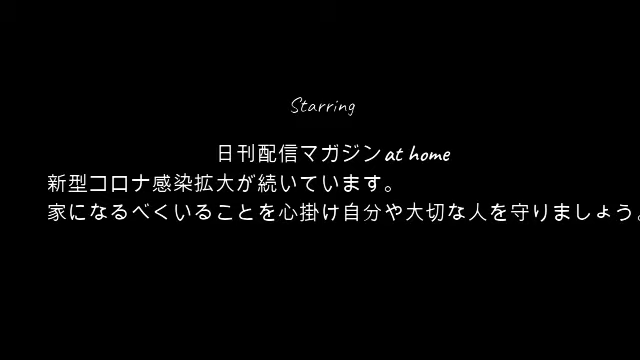 Starring
日刊配信マガジンat home
新型コロナ感染拡大が続いています。
家になるべくいることを心掛け自分や大切な人を守りましょう。